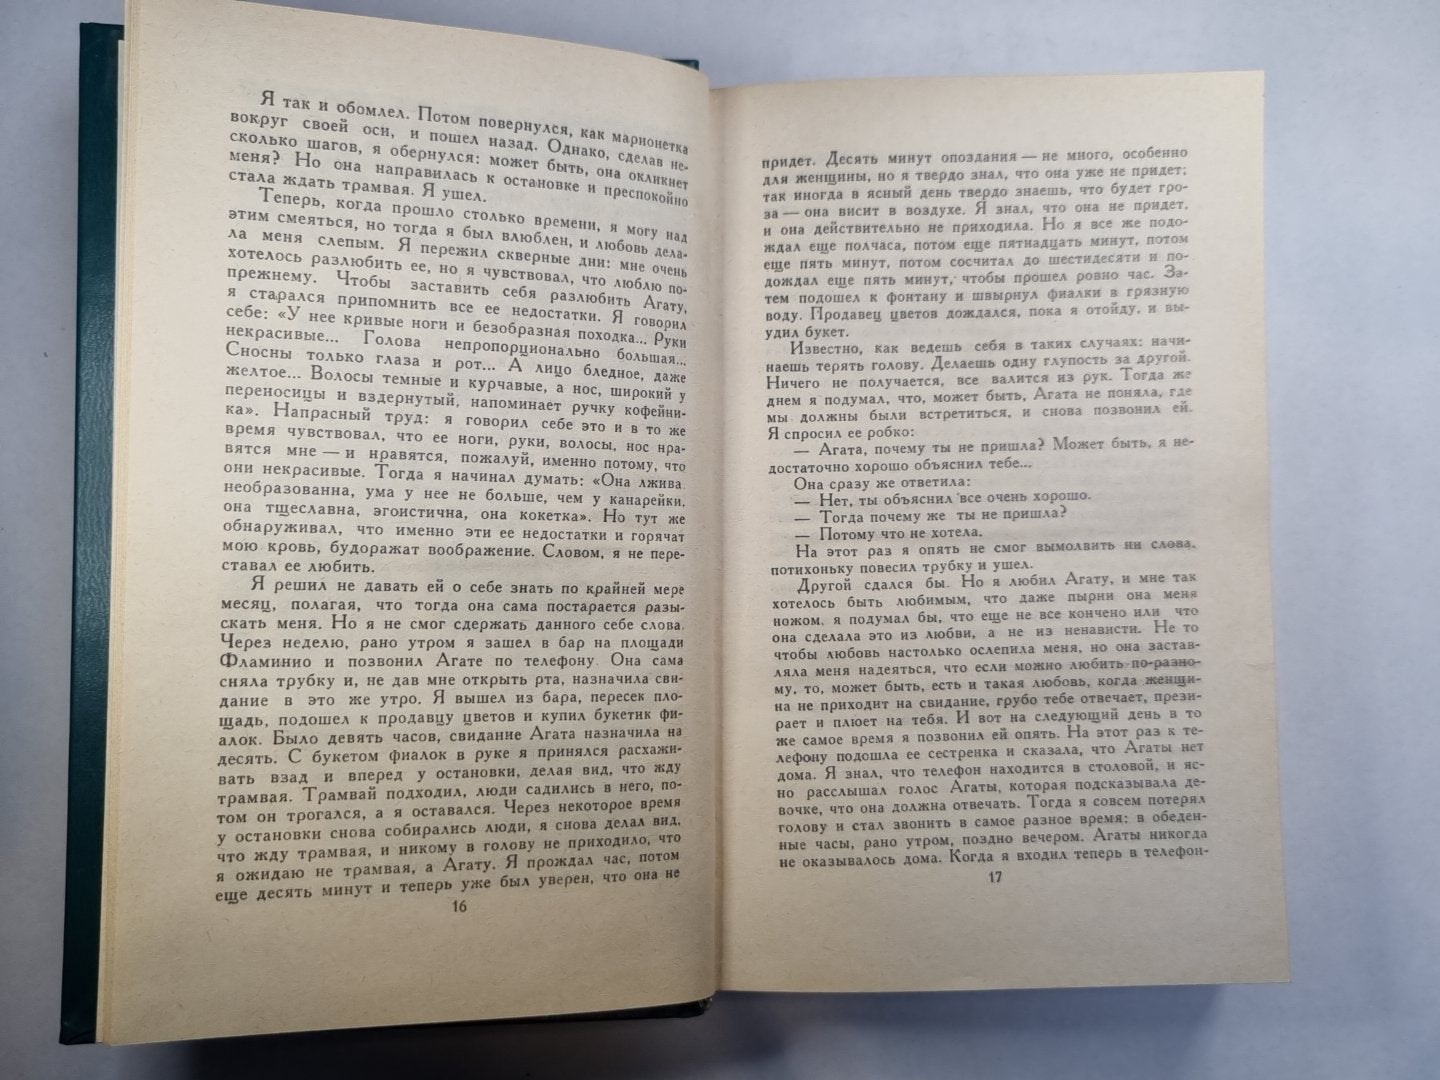 Я так и обомлел. Потом повернулся, как марионетка
вокруг своей оси, и пошел назад. Однако, сделав не-
сколько шагов, я обернулся: может быть, она окликнет
меня? Но она направилась к остановке и преспокойно
стала ждать трамвая. Я ушел.
Теперь, когда прошло столько времени, я могу над
этим смеяться, но тогда я был влюблен, и любовь дела-
ла меня слепым. Я пережил скверные дни: мне очень
хотелось разлюбить ее, но я чувствовал, что люблю по-
прежнему. Чтобы заставить себя разлюбить Агату,
я старался припомнить все ее недостатки. Я говорил
себе: «У нее кривые ноги и безобразная походка... Руки
некрасивые... Голова непропорционально большая...
Сносны только глаза и рот... А лицо бледное, даже
желтое... Волосы темные и курчавые, а нос, широкий у
переносицы и вздернутый, напоминает ручку кофейни-
ка». Напрасный труд: я говорил себе это и в то же
время чувствовал, что ее ноги, руки, волосы, нос нра-
вятся мне — и нравятся, пожалуй, именно потому, что
они некрасивые. Тогда я начинал думать: «Она лжива,
необразованна, ума у нее не больше, чем у канарейки,
она тщеславна, эгоистична, она кокетка». Но тут же
обнаруживал, что именно эти ее недостатки и горячат
мою кровь, будоражат воображение. Словом, я не пере-
ставал ее любить.
Я решил не давать ей о себе знать по крайней мере
месяц, полагая, что тогда она сама постарается разы-
скать меня. Но я не смог сдержать данного себе слова.
Через неделю, рано утром я зашел в бар на площади
Фламинио и позвонил Агате по телефону. Она сама
сняла трубку и, не дав мне открыть рта, назначила сви-
дание в это же утро. Я вышел из бара, пересек пло-
щадь, подошел к продавцу цветов и купил букетик фи-
алок. Было девять часов, свидание Агата назначила на
десять. С букетом фиалок в руке я принялся расхажи-
вать взад и вперед у остановки, делая вид, что жду
трамвая. Трамвай подходил, люди садились в него, по-
том он трогался, а я оставался. Через некоторое время
у остановки снова собирались люди, я снова делал вид,
что жду трамвая, и никому в голову не приходило, что
я ожидаю не трамвая, а Агату. Я прождал час, потом
еще десять минут и теперь уже был уверен, что она не
16
придет. Десять минут опоздания — не много, особенно
для женщины, но я твердо знал, что она уже не придет;
так иногда в ясный день твердо знаешь, что будет гро-
за — она висит в воздухе. Я знал, что она не придет,
и она действительно не приходила. Но я все же подо-
ждал еще полчаса, потом еще пятнадцать минут, потом
еще пять минут, потом сосчитал до шестидесяти и по-
дождал еще пять минут, чтобы прошел ровно час. За-
тем подошел к фонтану и швырнул фиалки в грязную
воду. Продавец цветов дождался, пока я отойду, и вы-
удил букет.
Известно, как ведешь себя в таких случаях: начи-
наешь терять голову. Делаешь одну глупость за другой.
Ничего не получается, все валится из рук. Тогда же
днем я подумал, что, может быть, Агата не поняла, где
мы должны были встретиться, и снова позвонил ей.
Я спросил ее робко:
— Агата, почему ты не пришла? Может быть, я не-
достаточно хорошо объяснил тебе...
Она сразу же ответила:
— Нет, ты объяснил все очень хорошо.
— Тогда почему же ты не пришла?
— Потому что не хотела.
На этот раз я опять не смог вымолвить ни слова,
потихоньку повесил трубку и ушел.
Другой сдался бы. Но я любил Агату, и мне так
хотелось быть любимым, что даже пырни она меня
ножом, я подумал бы, что еще не все кончено или что
она сделала это из любви, а не из ненависти. Не то
чтобы любовь настолько ослепила меня, но она застав-
ляла меня надеяться, что если можно любить по-разно-
му, то, может быть, есть и такая любовь, когда женщи-
на не приходит на свидание, грубо тебе отвечает, прези-
рает и плюет на тебя. И вот на следующий день в то
же самое время я позвонил ей опять. На этот раз к те-
лефону подошла ее сестренка и сказала, что Агаты нет
дома. Я знал, что телефон находится в столовой, и яс-
но расслышал голос Агаты, которая подсказывала де-
вочке, что она должна отвечать. Тогда я совсем потерял
голову и стал звонить в самое разное время: в обеден-
ные часы, рано утром, поздно вечером. Агаты никогда
не оказывалось дома. Когда я входил теперь в телефон-
17